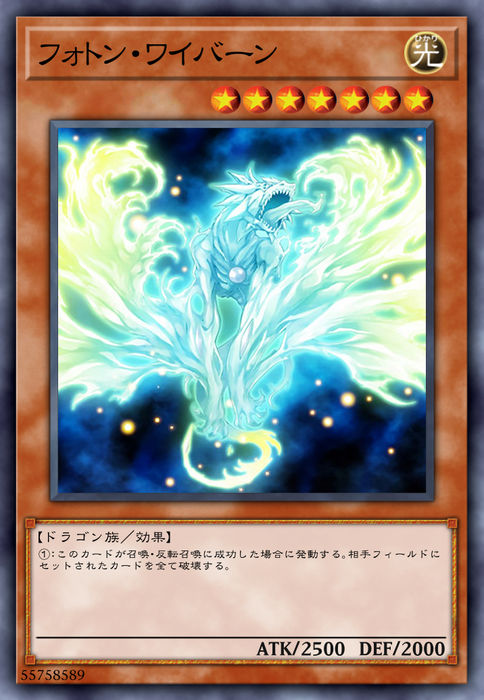 フォトン・ワイバーン
ひかり
光
【ドラゴン族／効果】
①:このカードが召喚・反転召喚に成功した場合に発動する。相手フィールドに
セットされたカードを全て破壊する。
ATK/2500 DEF/2000
55758589